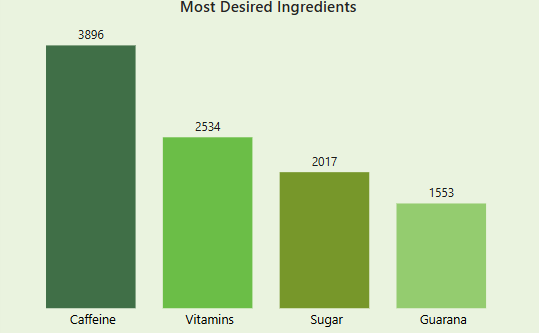 Most Desired Ingredients
3896
2534
2017
1553
Caffeine Vitamins Sugar Guarana